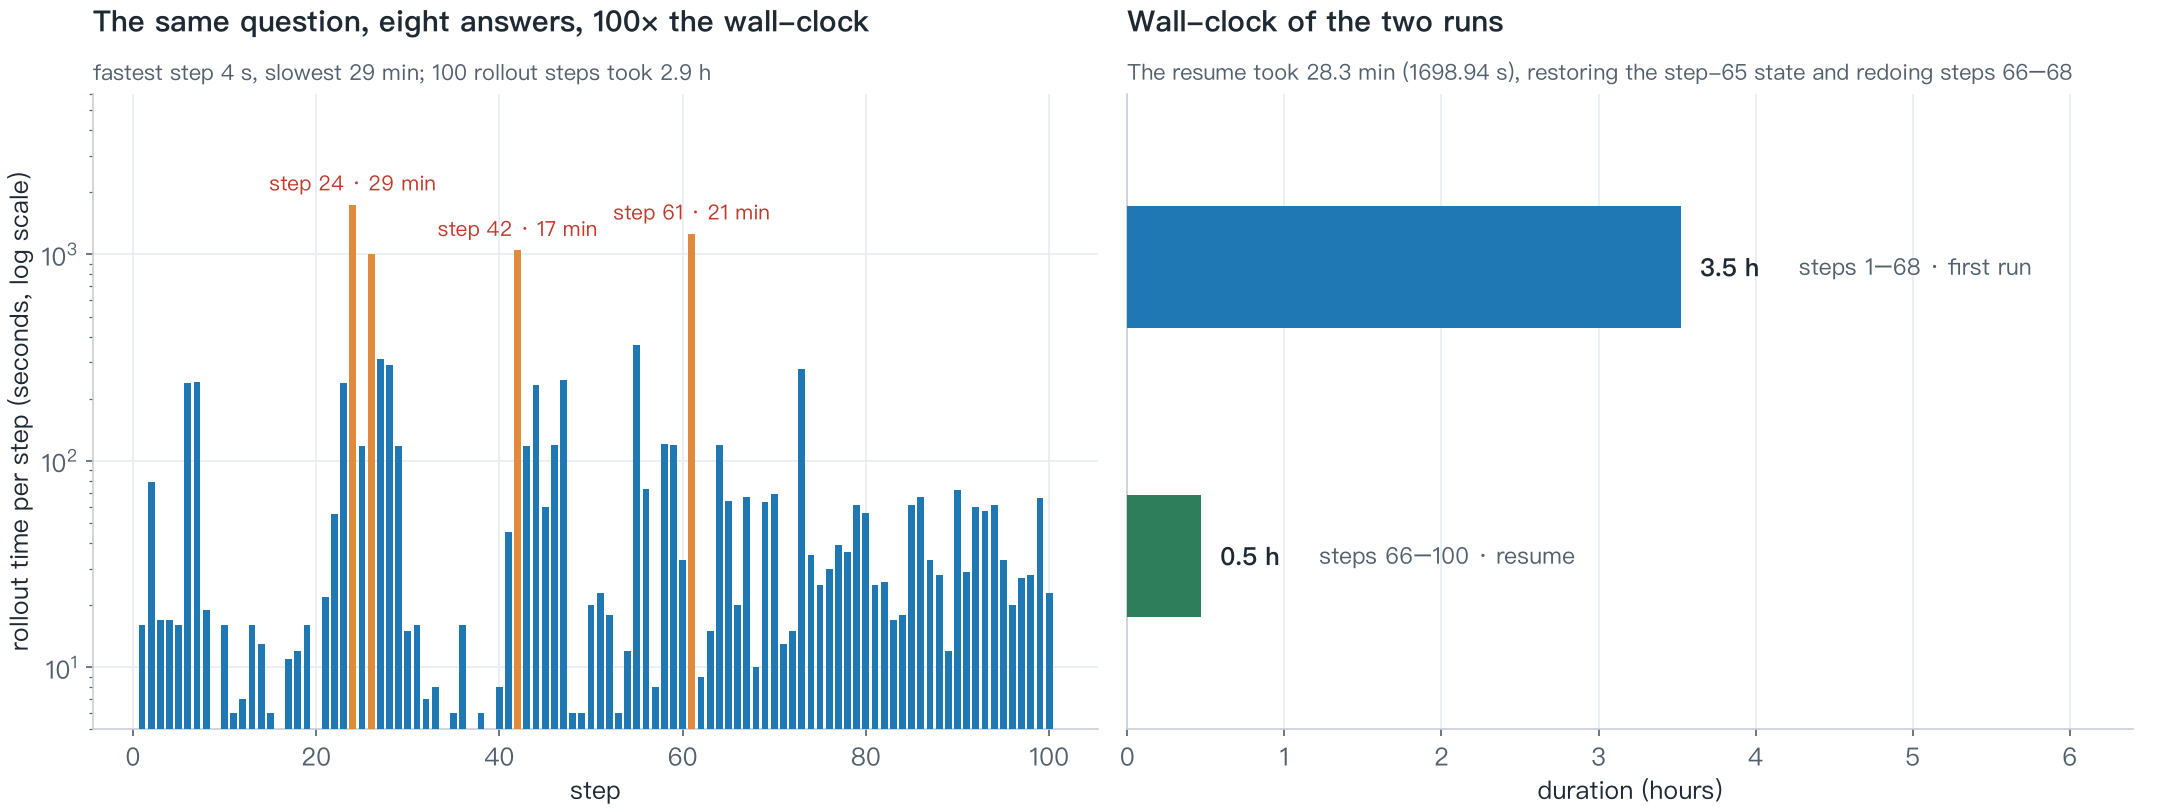 The same question, eight answers, 100× the wall–clock
fastest step 4 s, slowest 29 min; 100 rollout steps took 2.9 h
rollout time per step (seconds, log scale)
10³
10²
10¹
step 24 · 29 min
step 42 · 17 min
step 61 · 21 min
0 20 40 60 80 100
step
Wall–clock of the two runs
The resume took 28.3 min (1698.94 s), restoring the step–65 state and redoing steps 66–68
3.5 h steps 1–68 · first run
0.5 h steps 66–100 · resume
0 1 2 3 4 5 6
duration (hours)